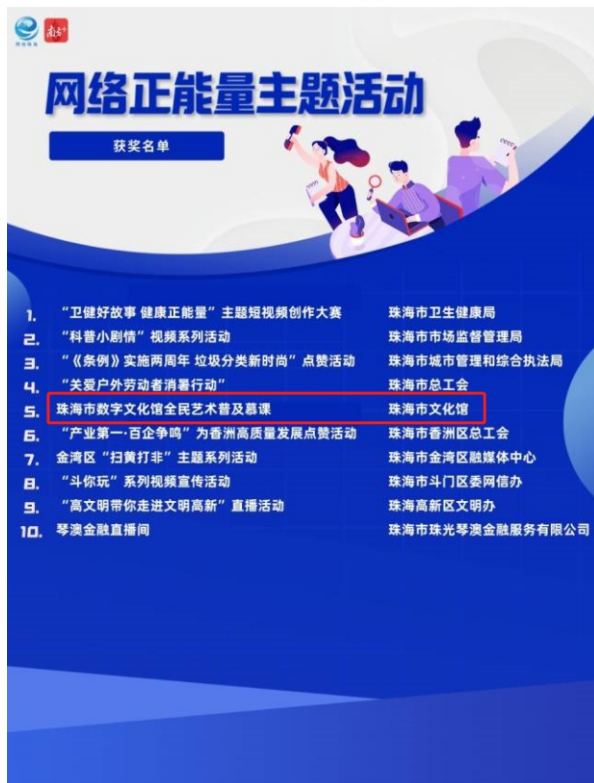 南方+
网络正能量主题活动
获奖名单
1. “卫健好故事 健康正能量”主题短视频创作大赛 珠海市卫生健康局
2. “科普小剧情”视频系列活动 珠海市市场监督管理局
3. “《条例》实施两周年 垃圾分类新时尚”点赞活动 珠海市城市管理和综合执法局
4. “关爱户外劳动者消暑行动” 珠海市总工会
5. 珠海市数字文化馆全民艺术普及慕课 珠海市文化馆
6. “产业第一·百企争鸣”为香洲高质量发展点赞活动 珠海市香洲区总工会
7. 金湾区“扫黄打非”主题系列活动 珠海市金湾区融媒体中心
8. “斗你玩”系列视频宣传活动 珠海市斗门区委网信办
9. “高文明带你走进文明高新”直播活动 珠海高新区文明办
10. 琴澳金融直播间 珠海市珠光琴澳金融服务有限公司